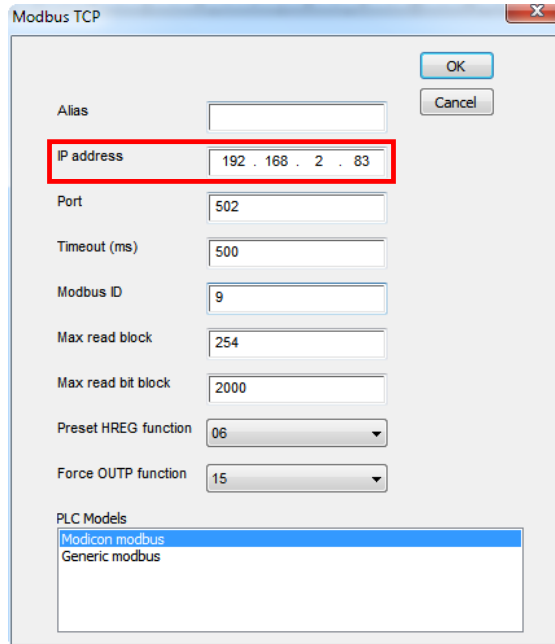 Modbus TCP
X
OK
Cancel
Alias
IP address 192 . 168 . 2 . 83
Port 502
Timeout (ms) 500
Modbus ID 9
Max read block 254
Max read bit block 2000
Preset HREG function 06
Force OUTP function 15
PLC Models
Modicon modbus
Generic modbus